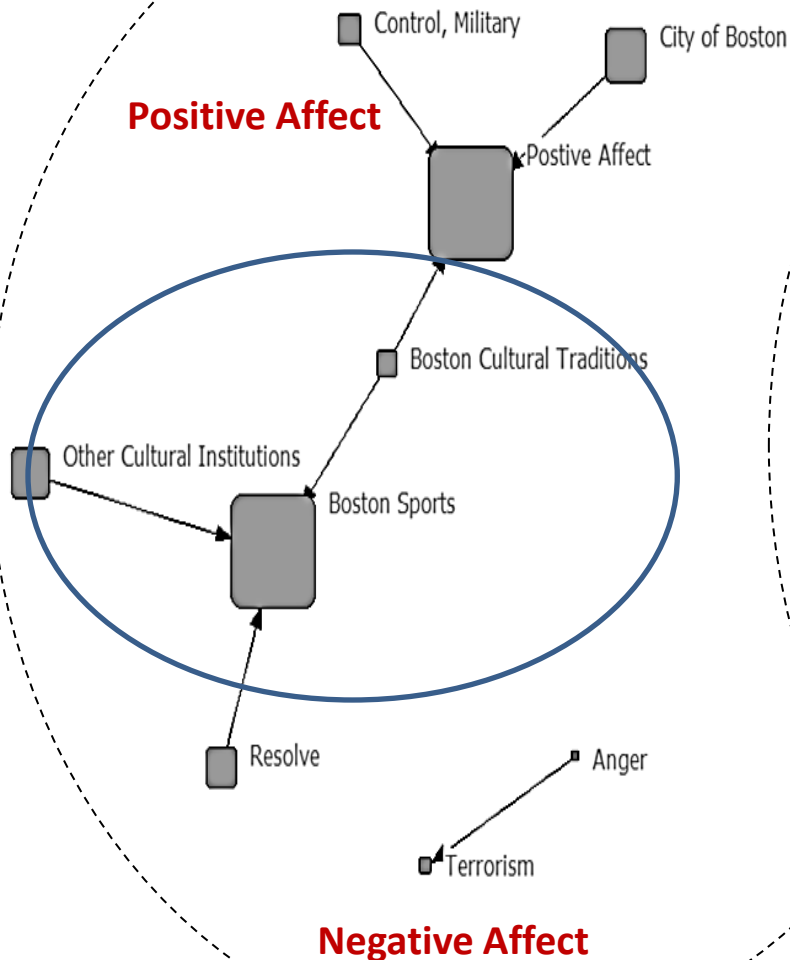 Control, Military
City of Boston
Positive Affect
Postive Affect
Boston Cultural Traditions
Other Cultural Institutions
Boston Sports
Resolve
Anger
Terrorism
Negative Affect